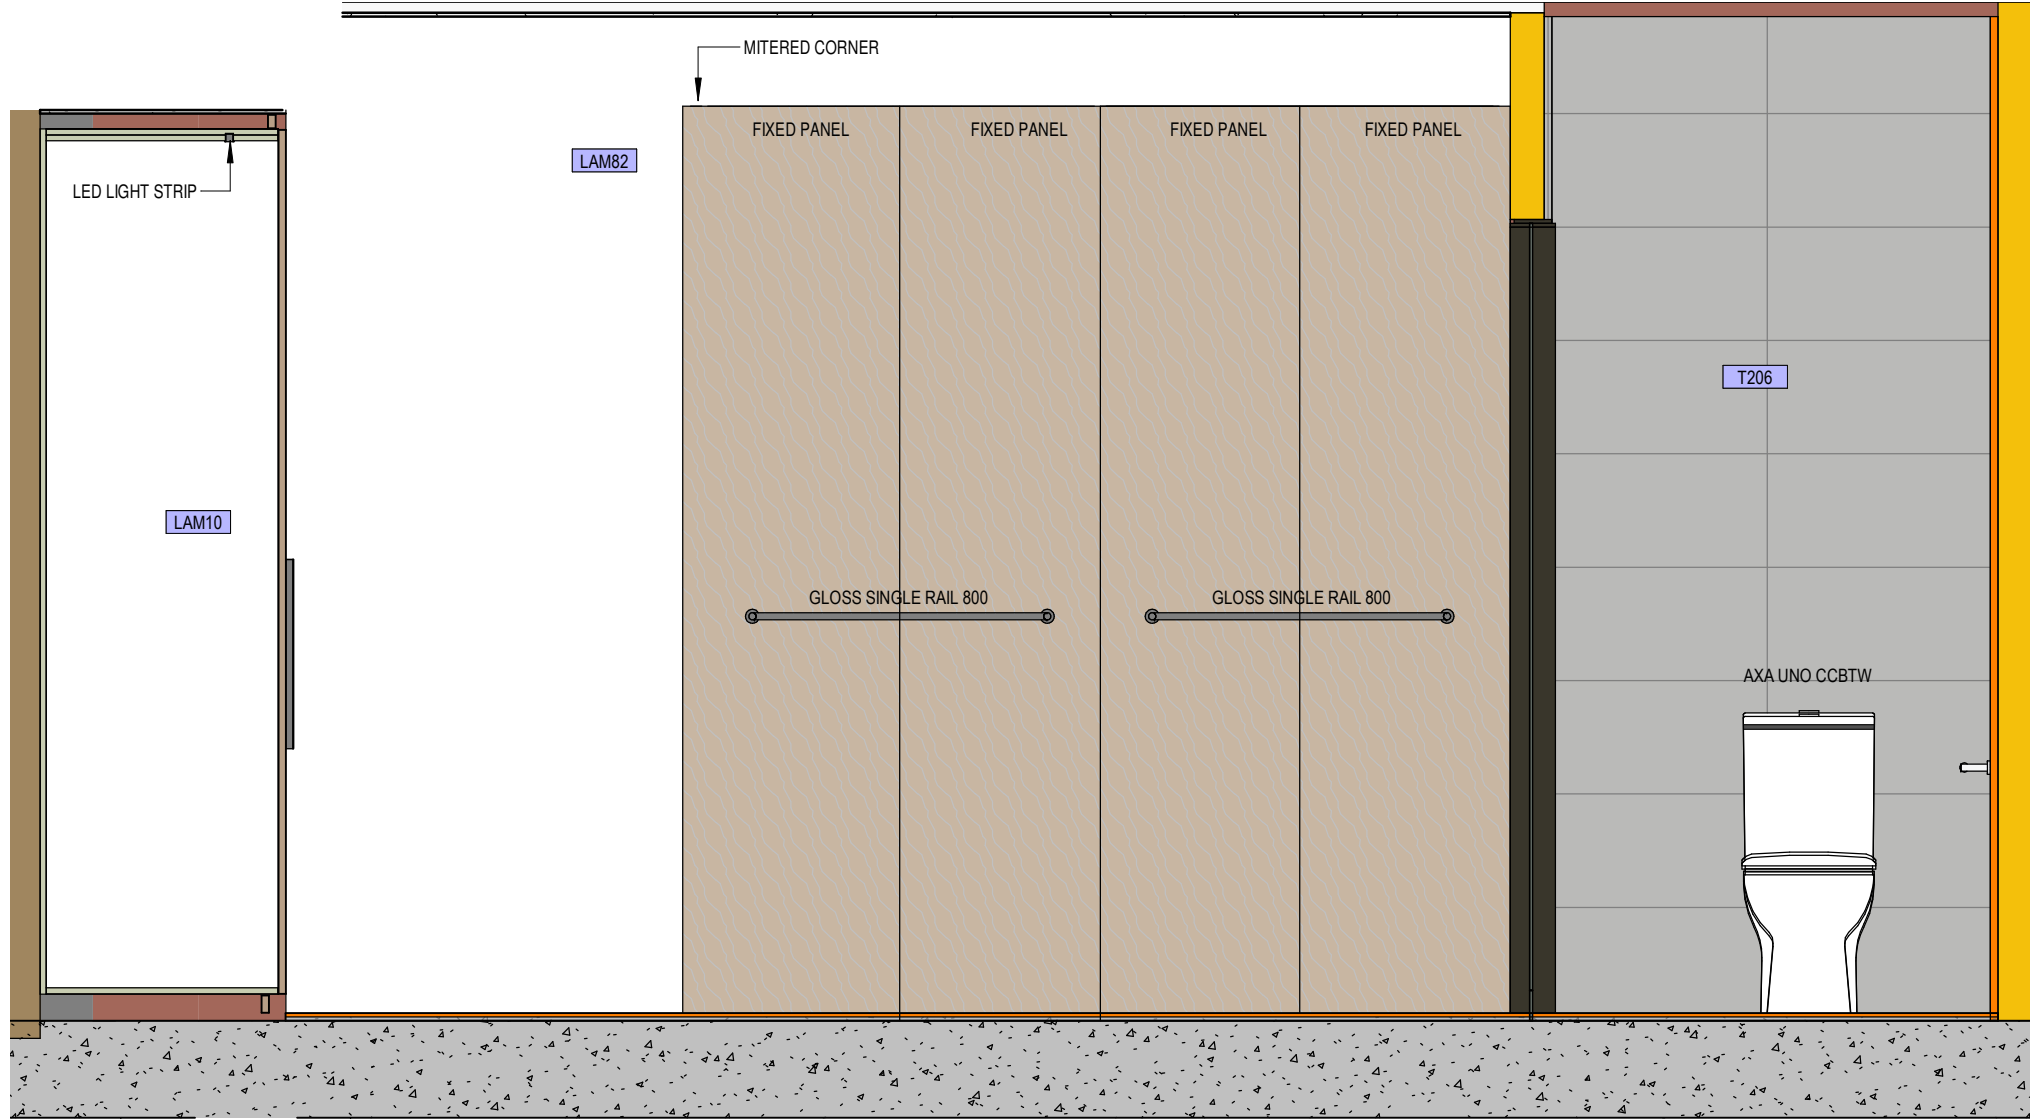 MITERED CORNER
FIXED PANEL
FIXED PANEL
FIXED PANEL
FIXED PANEL
LAM82
LED LIGHT STRIP
T206
LAM10
GLOSS SINGLE RAIL 800
GLOSS SINGLE RAIL 800
AXA UNO CCBTW